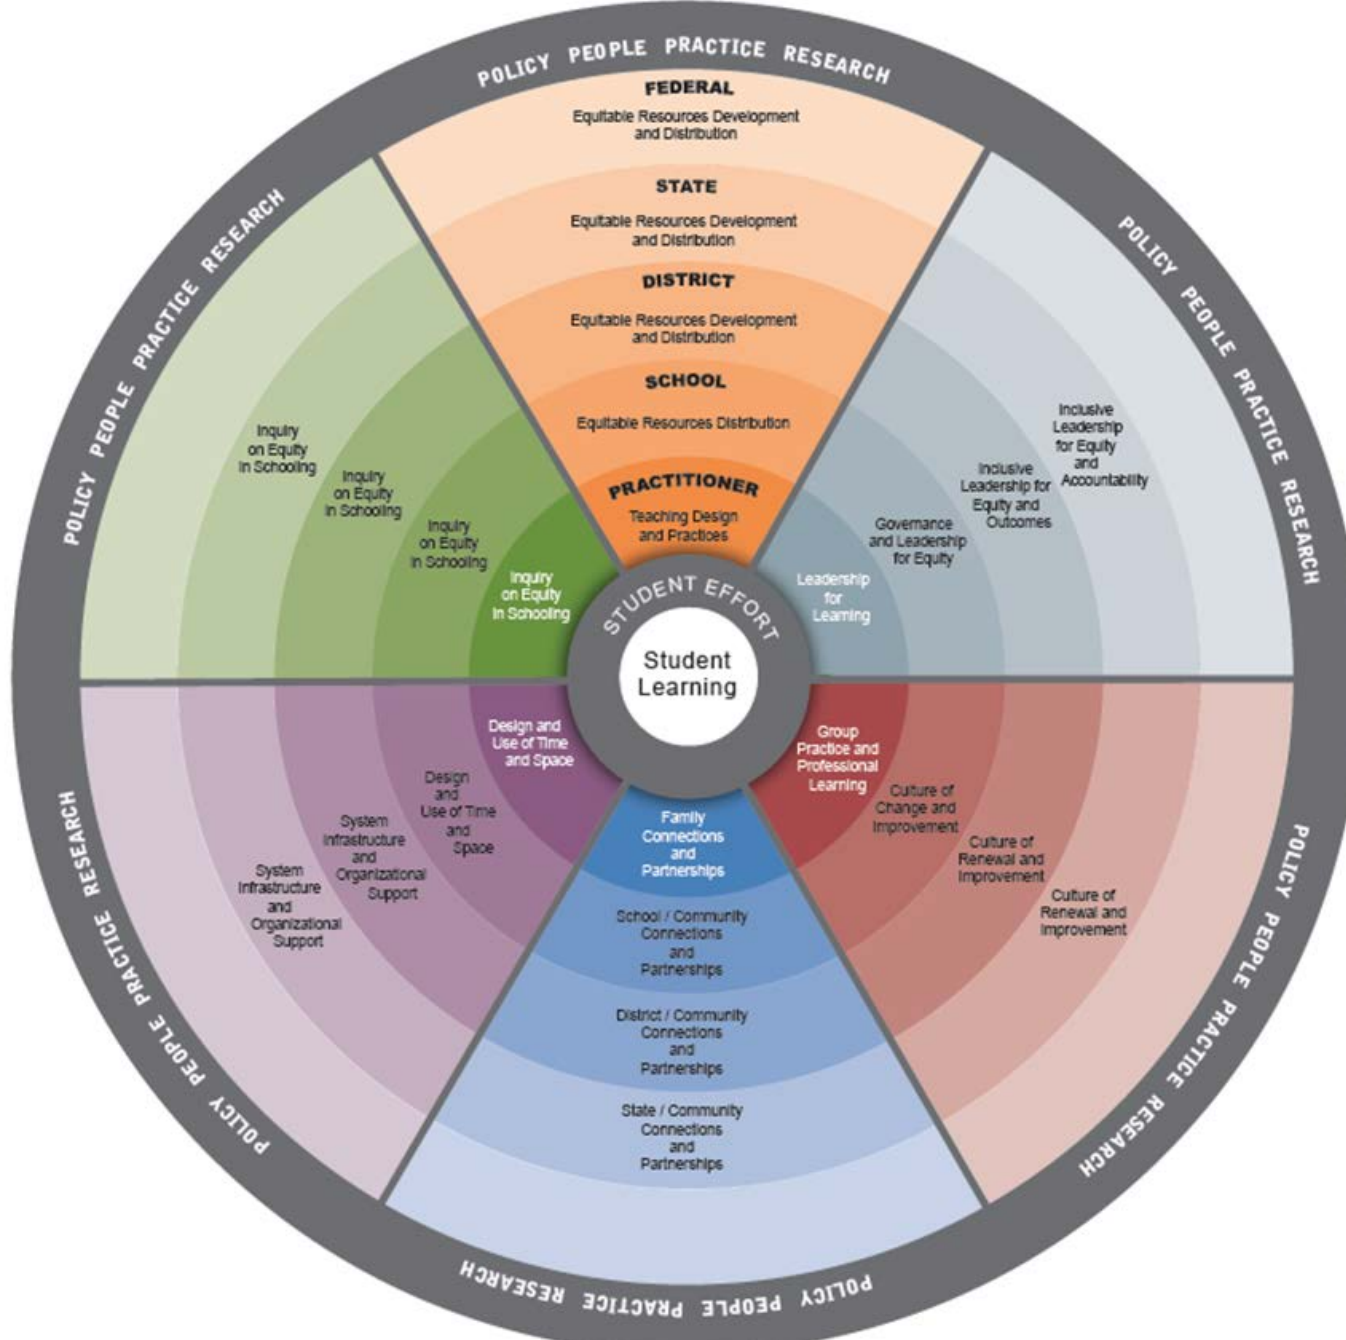 POLICY PEOPLE PRACTICE RESEARCH
FEDERAL
Equitable Resources Development
and Distribution
STATE
Equitable Resources Development
and Distribution
DISTRICT
Equitable Resources Development
and Distribution
SCHOOL
Equitable Resources Distribution
PRACTITIONER
Teaching Design
and Practices
POLICY PEOPLE PRACTICE RESEARCH
Inclusive
Leadership
for Equity
and
Accountability
Inclusive
Leadership for
Equity and
Outcomes
Governance
and Leadership
for Equity
Leadership
for
Learning
POLICY PEOPLE PRACTICE RESEARCH
Group
Practice and
Professional
Learning
Culture of
Change and
Improvement
Culture of
Renewal and
Improvement
Culture of
Renewal and
Improvement
POLICY PEOPLE PRACTICE RESEARCH
Family
Connections
and
Partnerships
School / Community
Connections
and
Partnerships
District / Community
Connections
and
Partnerships
State / Community
Connections
and
Partnerships
POLICY PEOPLE PRACTICE RESEARCH
Design and
Use of Time
and Space
Design
and
Use of Time
and
Space
System
Infrastructure
and
Organizational
Support
System
Infrastructure
and
Organizational
Support
POLICY PEOPLE PRACTICE RESEARCH
Inquiry
on Equity
in Schooling
Inquiry
on Equity
in Schooling
Inquiry
on Equity
in Schooling
Inquiry
on Equity
in Schooling
STUDENT EFFORT
Student
Learning